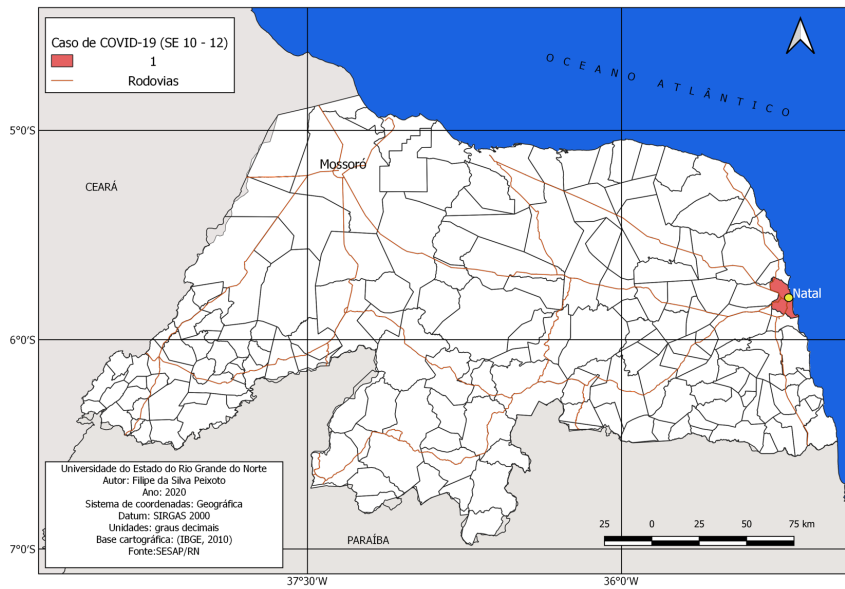 Caso de COVID-19 (SE 10 - 12)
1
Rodovias
OCEANO ATLÂNTICO
5°0'S
Mossoró
CEARÁ
Natal
6°0'S
Universidade do Estado do Rio Grande do Norte
Autor: Filipe da Silva Peixoto
Ano: 2020
Sistema de coordenadas: Geográfica
Datum: SIRGAS 2000
Unidades: graus decimais
Base cartográfica: (IBGE, 2010)
Fonte:SESAP/RN
25 0 25 50 75 km
PARAÍBA
7°0'S
37°30'W 36°0'W